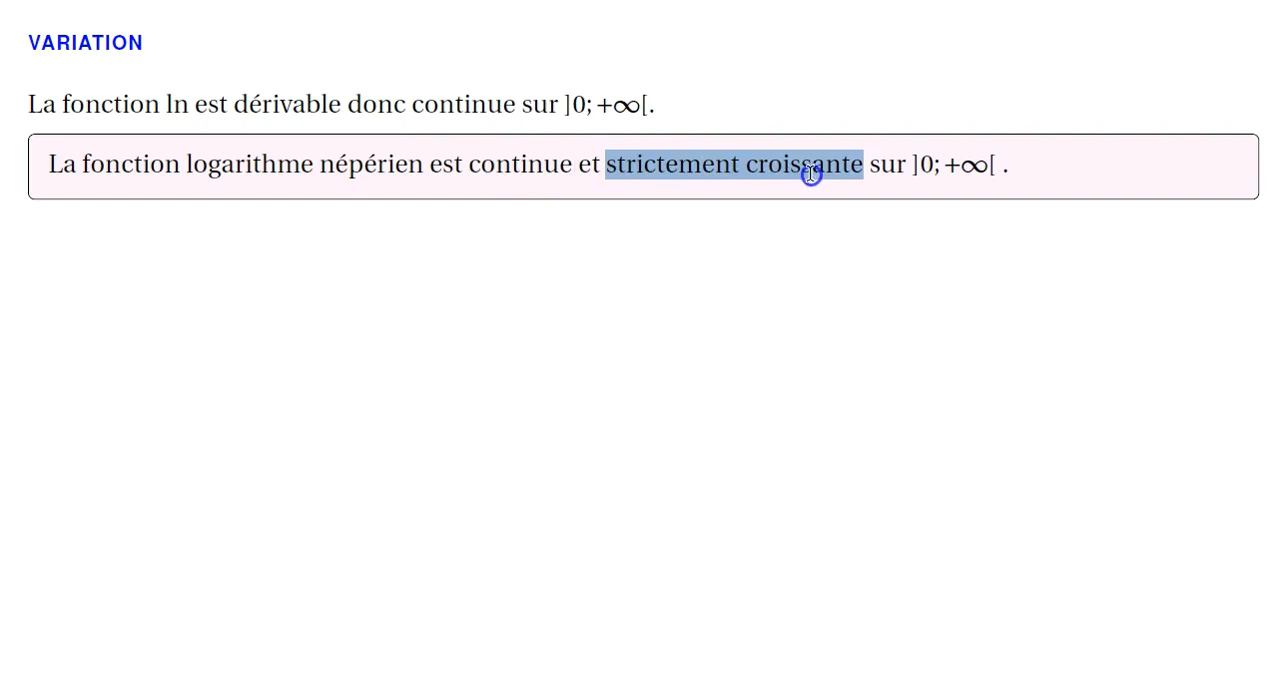 VARIATION
La fonction ln est dérivable donc continue sur ]0; +∞[.
La fonction logarithme népérien est continue et strictement croissante sur ]0; +∞[ .